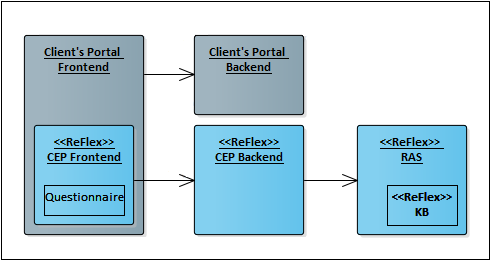 Client's Portal
Frontend
Client's Portal
Backend
<<ReFlex>>
CEP Frontend
Questionnaire
<<ReFlex>>
CEP Backend
<<ReFlex>>
RAS
<<ReFlex>>
KB